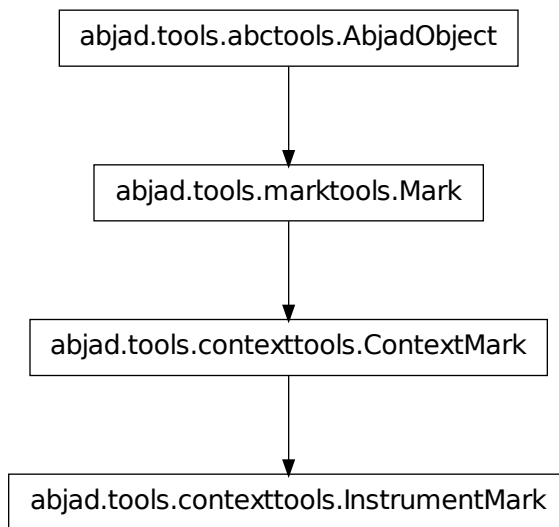 abjad.tools.abctools.AbjadObject
abjad.tools.marktools.Mark
abjad.tools.contexttools.ContextMark
abjad.tools.contexttools.InstrumentMark